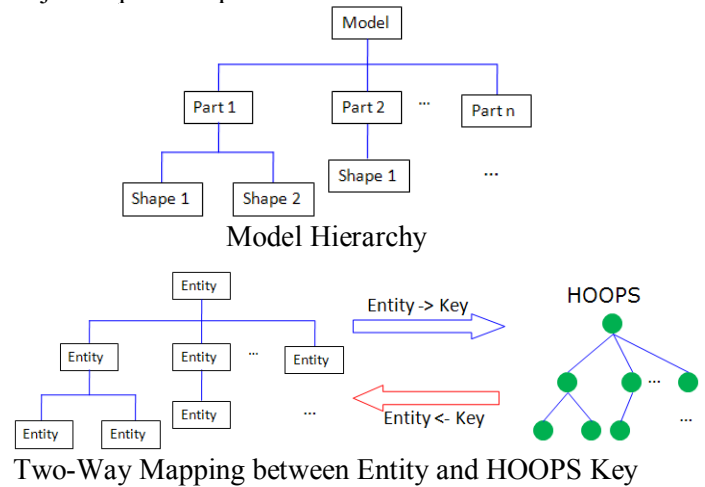 Model
Part 1
Part 2
...
Part n
Shape 1
Shape 2
Shape 1
...
Model Hierarchy
Entity
Entity -> Key
HOOPS
Entity
Entity
...
Entity
...
Entity <- Key
Entity
Entity
Entity
...
...
Two-Way Mapping between Entity and HOOPS Key